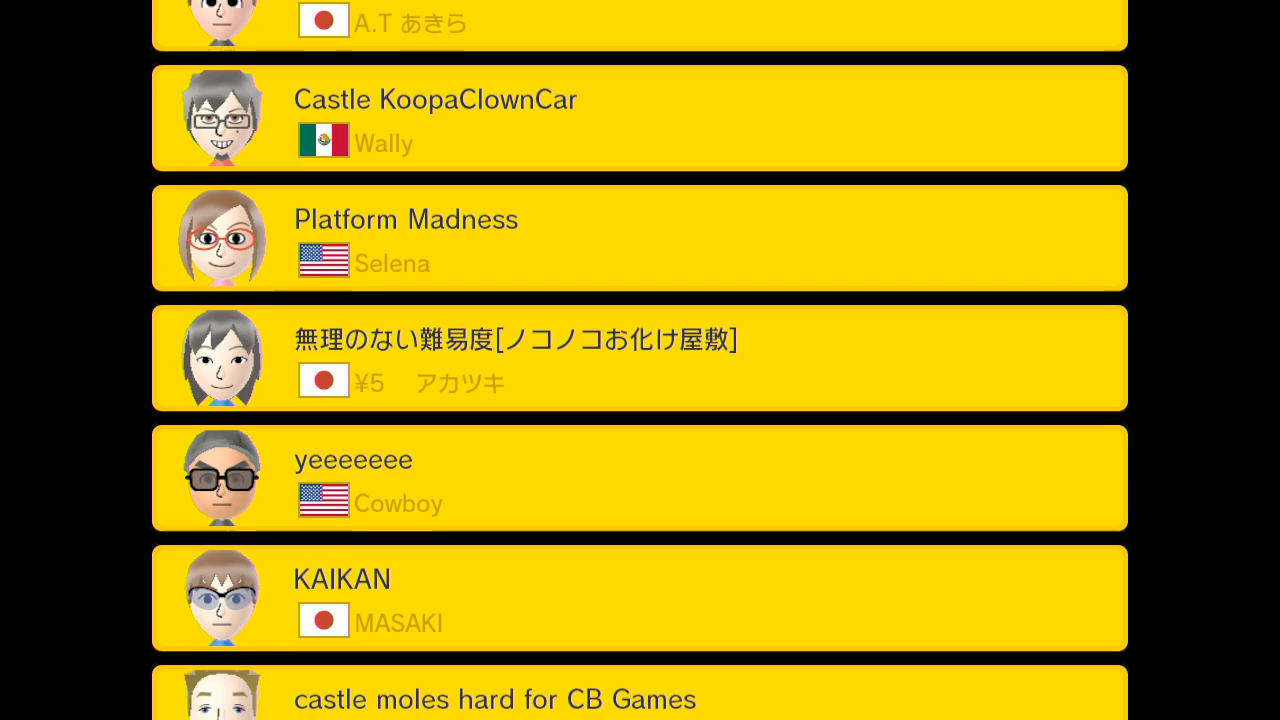 A.T あきら
Castle KoopaClownCar
Wally
Platform Madness
Selena
無理のない難易度[ノコノコお化け屋敷]
¥5　アカツキ
yeeeeeee
Cowboy
KAIKAN
MASAKI
castle moles hard for CB Games